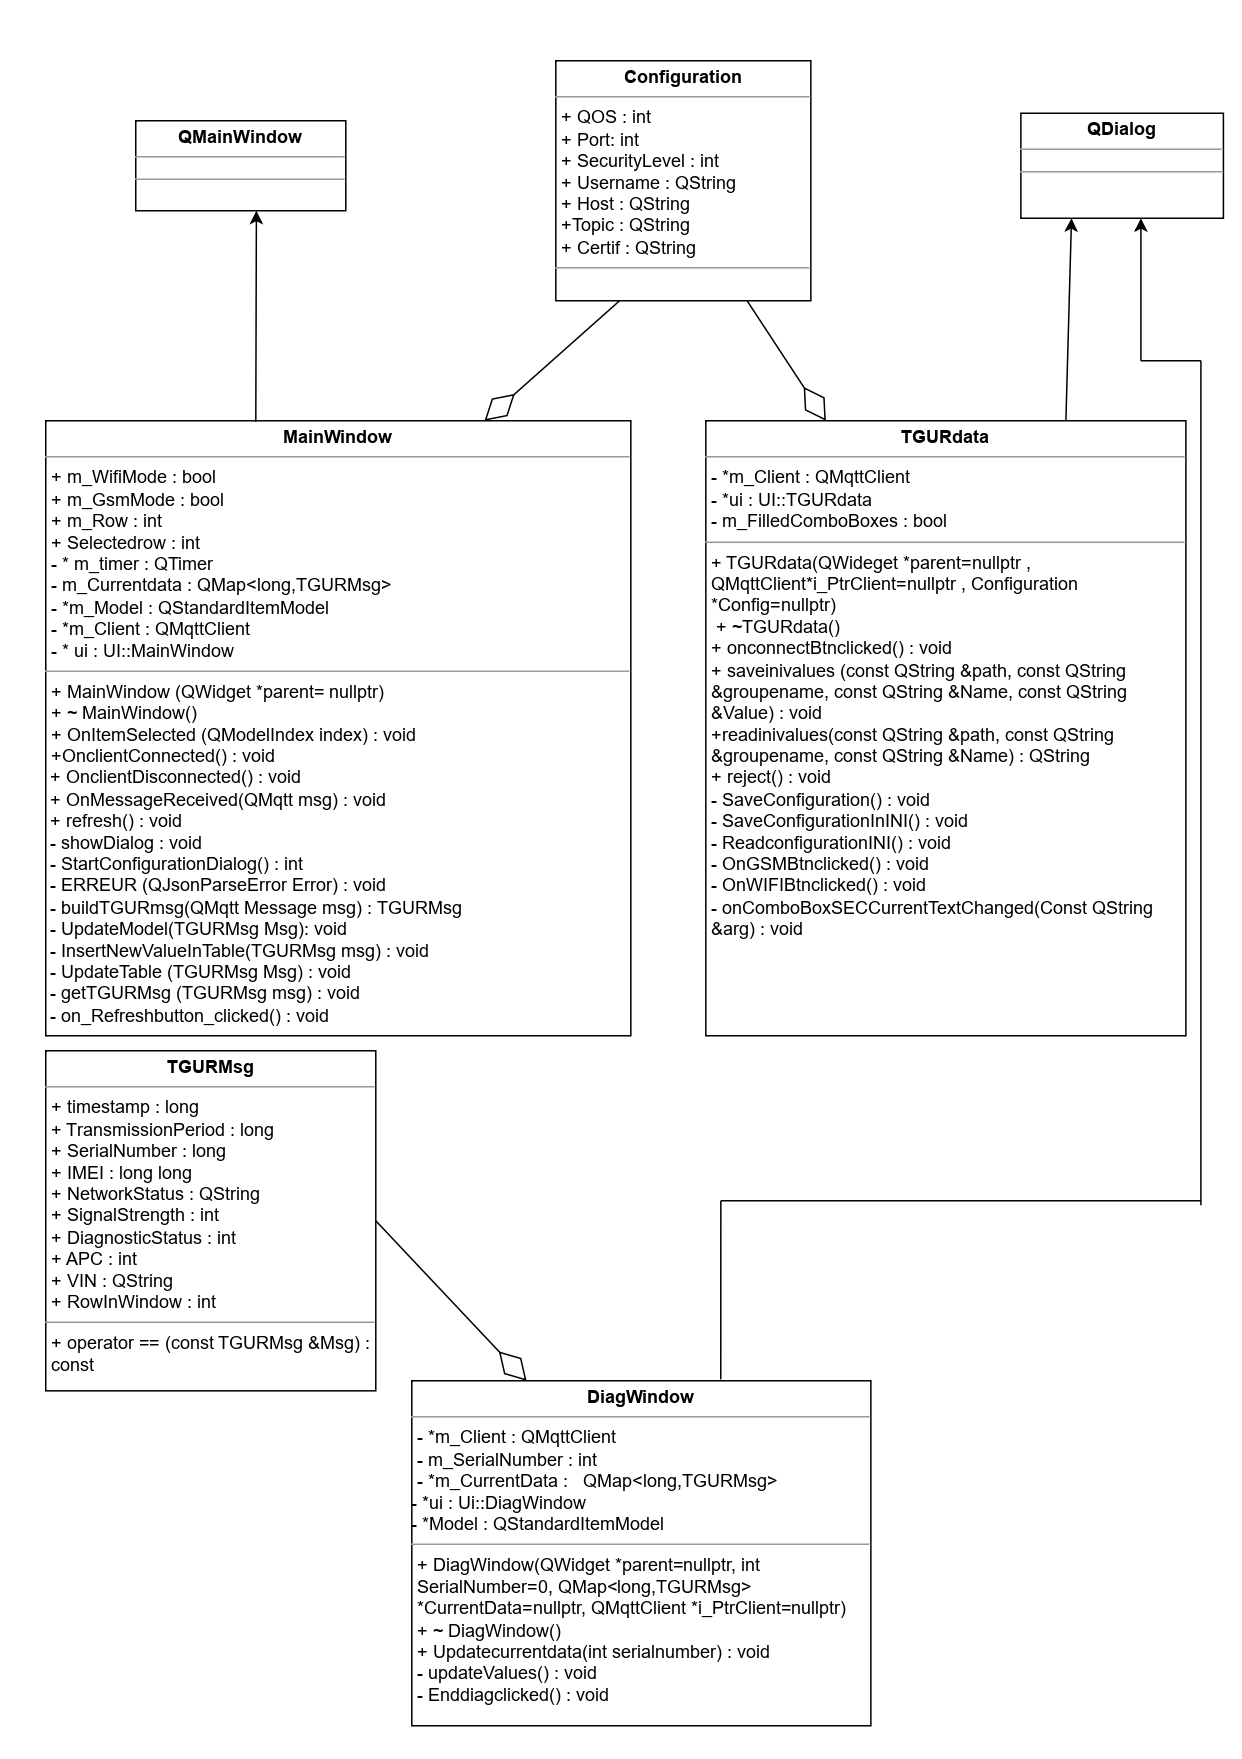 Configuration
+ QOS : int
+ Port: int
+ SecurityLevel : int
+ Username : QString
+ Host : QString
+Topic : QString
+ Certif : QString
QMainWindow
QDialog
MainWindow
+ m_WifiMode : bool
+ m_GsmMode : bool
+ m_Row : int
+ Selectedrow : int
- * m_timer : QTimer
- m_Currentdata : QMap<long,TGURMsg>
- *m_Model : QStandardItemModel
- *m_Client : QMqttClient
- * ui : UI::MainWindow
+ MainWindow (QWidget *parent= nullptr)
+ ~ MainWindow()
+ OnItemSelected (QModelIndex index) : void
+OnclientConnected() : void
+ OnclientDisconnected() : void
+ OnMessageReceived(QMqtt msg) : void
+ refresh() : void
- showDialog : void
- StartConfigurationDialog() : int
- ERREUR (QJsonParseError Error) : void
- buildTGURmsg(QMqtt Message msg) : TGURMsg
- UpdateModel(TGURMsg Msg): void
- InsertNewValueInTable(TGURMsg msg) : void
- UpdateTable (TGURMsg Msg) : void
- getTGURMsg (TGURMsg msg) : void
- on_Refreshbutton_clicked() : void
TGURdata
- *m_Client : QMqttClient
- *ui : UI::TGURdata
- m_FilledComboBoxes : bool
+ TGURdata(QWideget *parent=nullptr ,
QMqttClient*i_PtrClient=nullptr , Configuration
*Config=nullptr)
+ ~TGURdata()
+ onconnectBtnclicked() : void
+ saveinivalues (const QString &path, const QString
&groupename, const QString &Name, const QString
&Value) : void
+readinivalues(const QString &path, const QString
&groupename, const QString &Name) : QString
+ reject() : void
- SaveConfiguration() : void
- SaveConfigurationInINI() : void
- ReadconfigurationINI() : void
- OnGSMBtnclicked() : void
- OnWIFIBtnclicked() : void
- onComboBoxSECCurrentTextChanged(Const QString
&arg) : void
TGURMsg
+ timestamp : long
+ TransmissionPeriod : long
+ SerialNumber : long
+ IMEI : long long
+ NetworkStatus : QString
+ SignalStrength : int
+ DiagnosticStatus : int
+ APC : int
+ VIN : QString
+ RowInWindow : int
+ operator == (const TGURMsg &Msg) :
const
DiagWindow
- *m_Client : QMqttClient
- m_SerialNumber : int
- *m_CurrentData :   QMap<long,TGURMsg>
- *ui : Ui::DiagWindow
- *Model : QStandardItemModel
+ DiagWindow(QWidget *parent=nullptr, int
SerialNumber=0, QMap<long,TGURMsg>
*CurrentData=nullptr, QMqttClient *i_PtrClient=nullptr)
+ ~ DiagWindow()
+ Updatecurrentdata(int serialnumber) : void
- updateValues() : void
- Enddiagclicked() : void